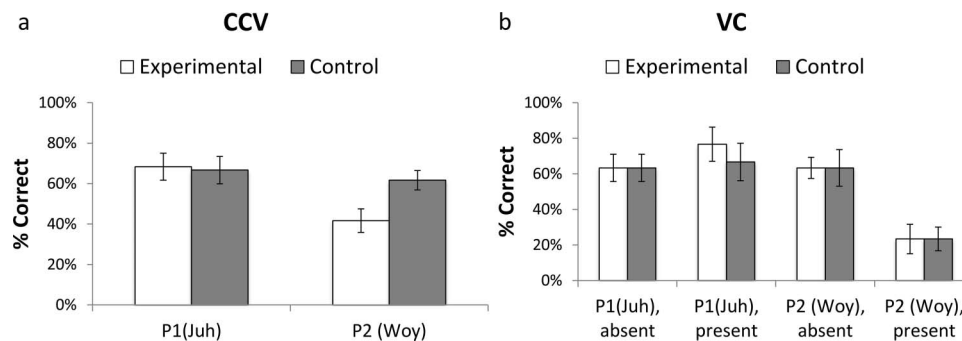 a CCV
Experimental Control
100%
80%
60%
40%
20%
0%
% Correct
P1(Juh) P2 (Woy)
b VC
Experimental Control
100%
80%
60%
40%
20%
0%
% Correct
P1(Juh), absent
P1(Juh), present
P2 (Woy), absent
P2 (Woy), present